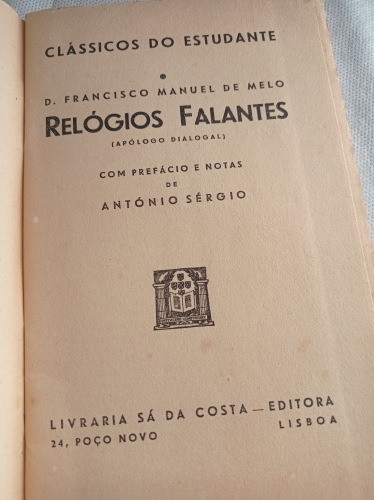 CLÁSSICOS DO ESTUDANTE
D. FRANCISCO MANUEL DE MELO
RELÓGIOS FALANTES
(APÓLOGO DIALOGAL)
COM PREFÁCIO E NOTAS
DE
ANTÓNIO SÉRGIO
LIVRARIA SÁ DA COSTA — EDITORA
24, POÇO NOVO LISBOA